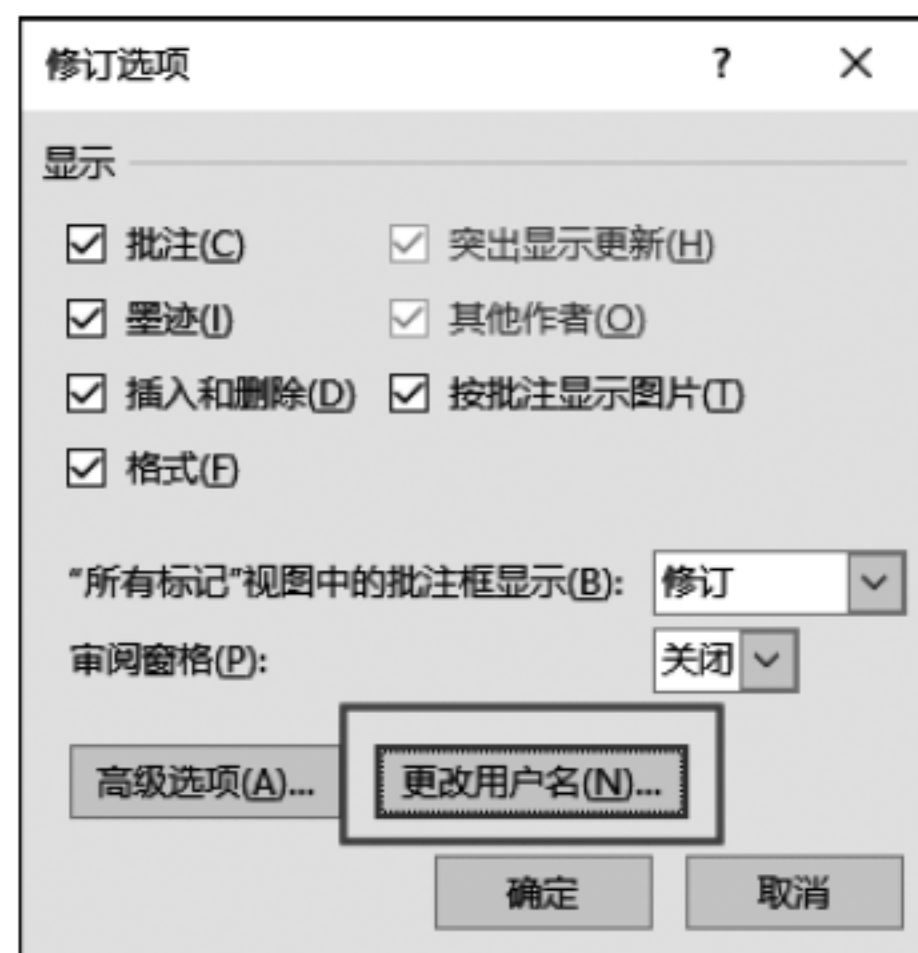 修订选项 ?
显示
批注(C) 突出显示更新(H)
墨迹(I) 其他作者(O)
插入和删除(D) 按批注显示图片(T)
格式(F)
“所有标记”视图中的批注框显示(B): 修订
审阅窗格(P): 关闭
高级选项(A)... 更改用户名(N)...
确定 取消